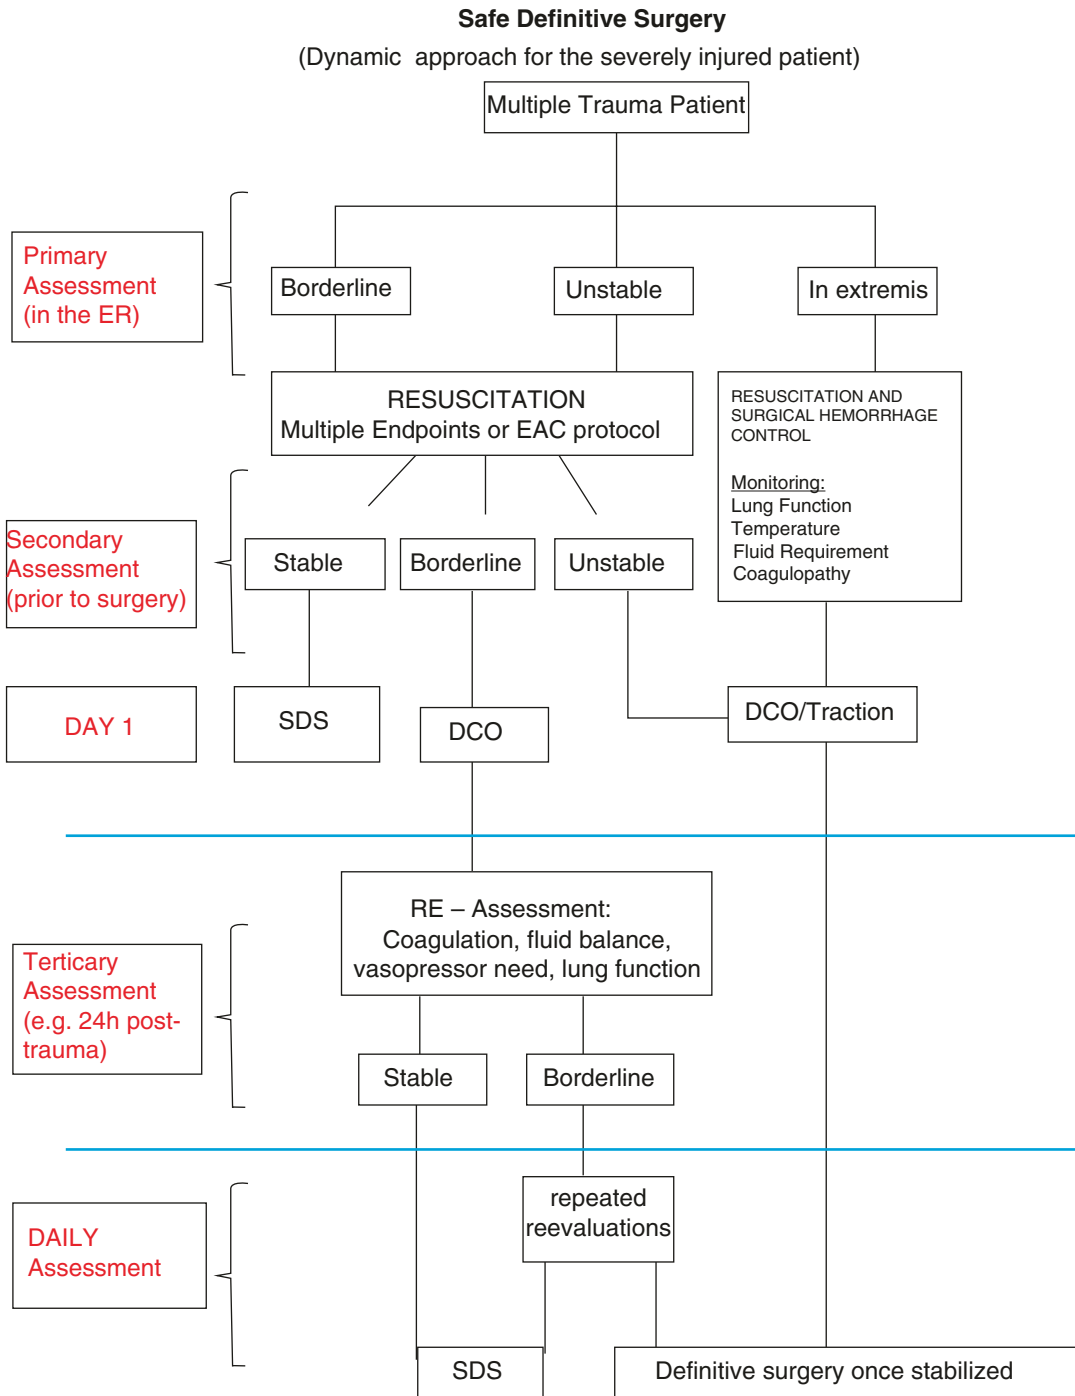 Safe Definitive Surgery
(Dynamic approach for the severely injured patient)
Multiple Trauma Patient
Primary
Assessment
(in the ER)
Borderline
Unstable
In extremis
RESUSCITATION
Multiple Endpoints or EAC protocol
RESUSCITATION AND
SURGICAL HEMORRHAGE
CONTROL
Monitoring:
Lung Function
Temperature
Fluid Requirement
Coagulopathy
Secondary
Assessment
(prior to surgery)
Stable
Borderline
Unstable
DAY 1
SDS
DCO
DCO/Traction
RE – Assessment:
Coagulation, fluid balance,
vasopressor need, lung function
Terticary
Assessment
(e.g. 24h post-
trauma)
Stable
Borderline
DAILY
Assessment
repeated
reevaluations
SDS
Definitive surgery once stabilized